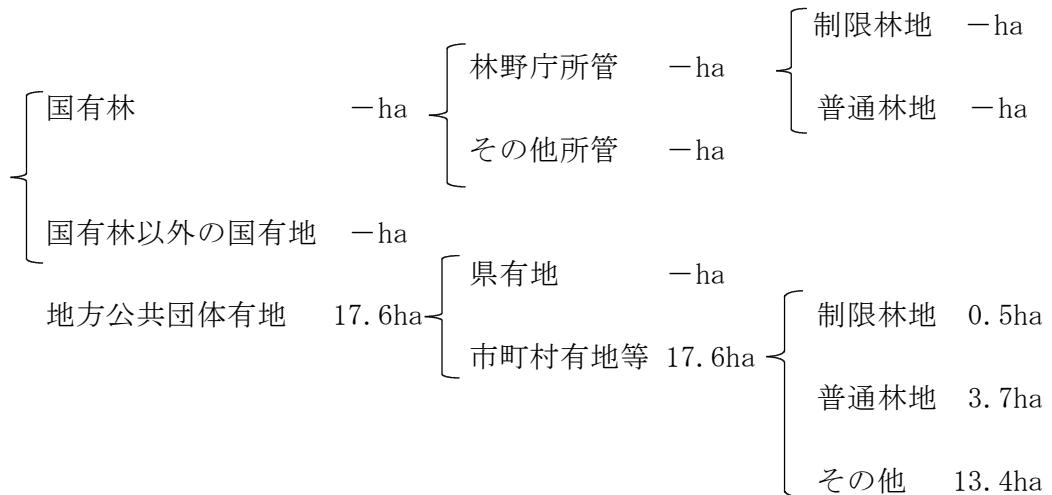 制限林地 －ha
林野庁所管 －ha
国有林 －ha
普通林地 －ha
その他所管 －ha
国有林以外の国有地 －ha
県有地 －ha
地方公共団体有地 17.6ha
制限林地 0.5ha
市町村有地等 17.6ha
普通林地 3.7ha
その他 13.4ha